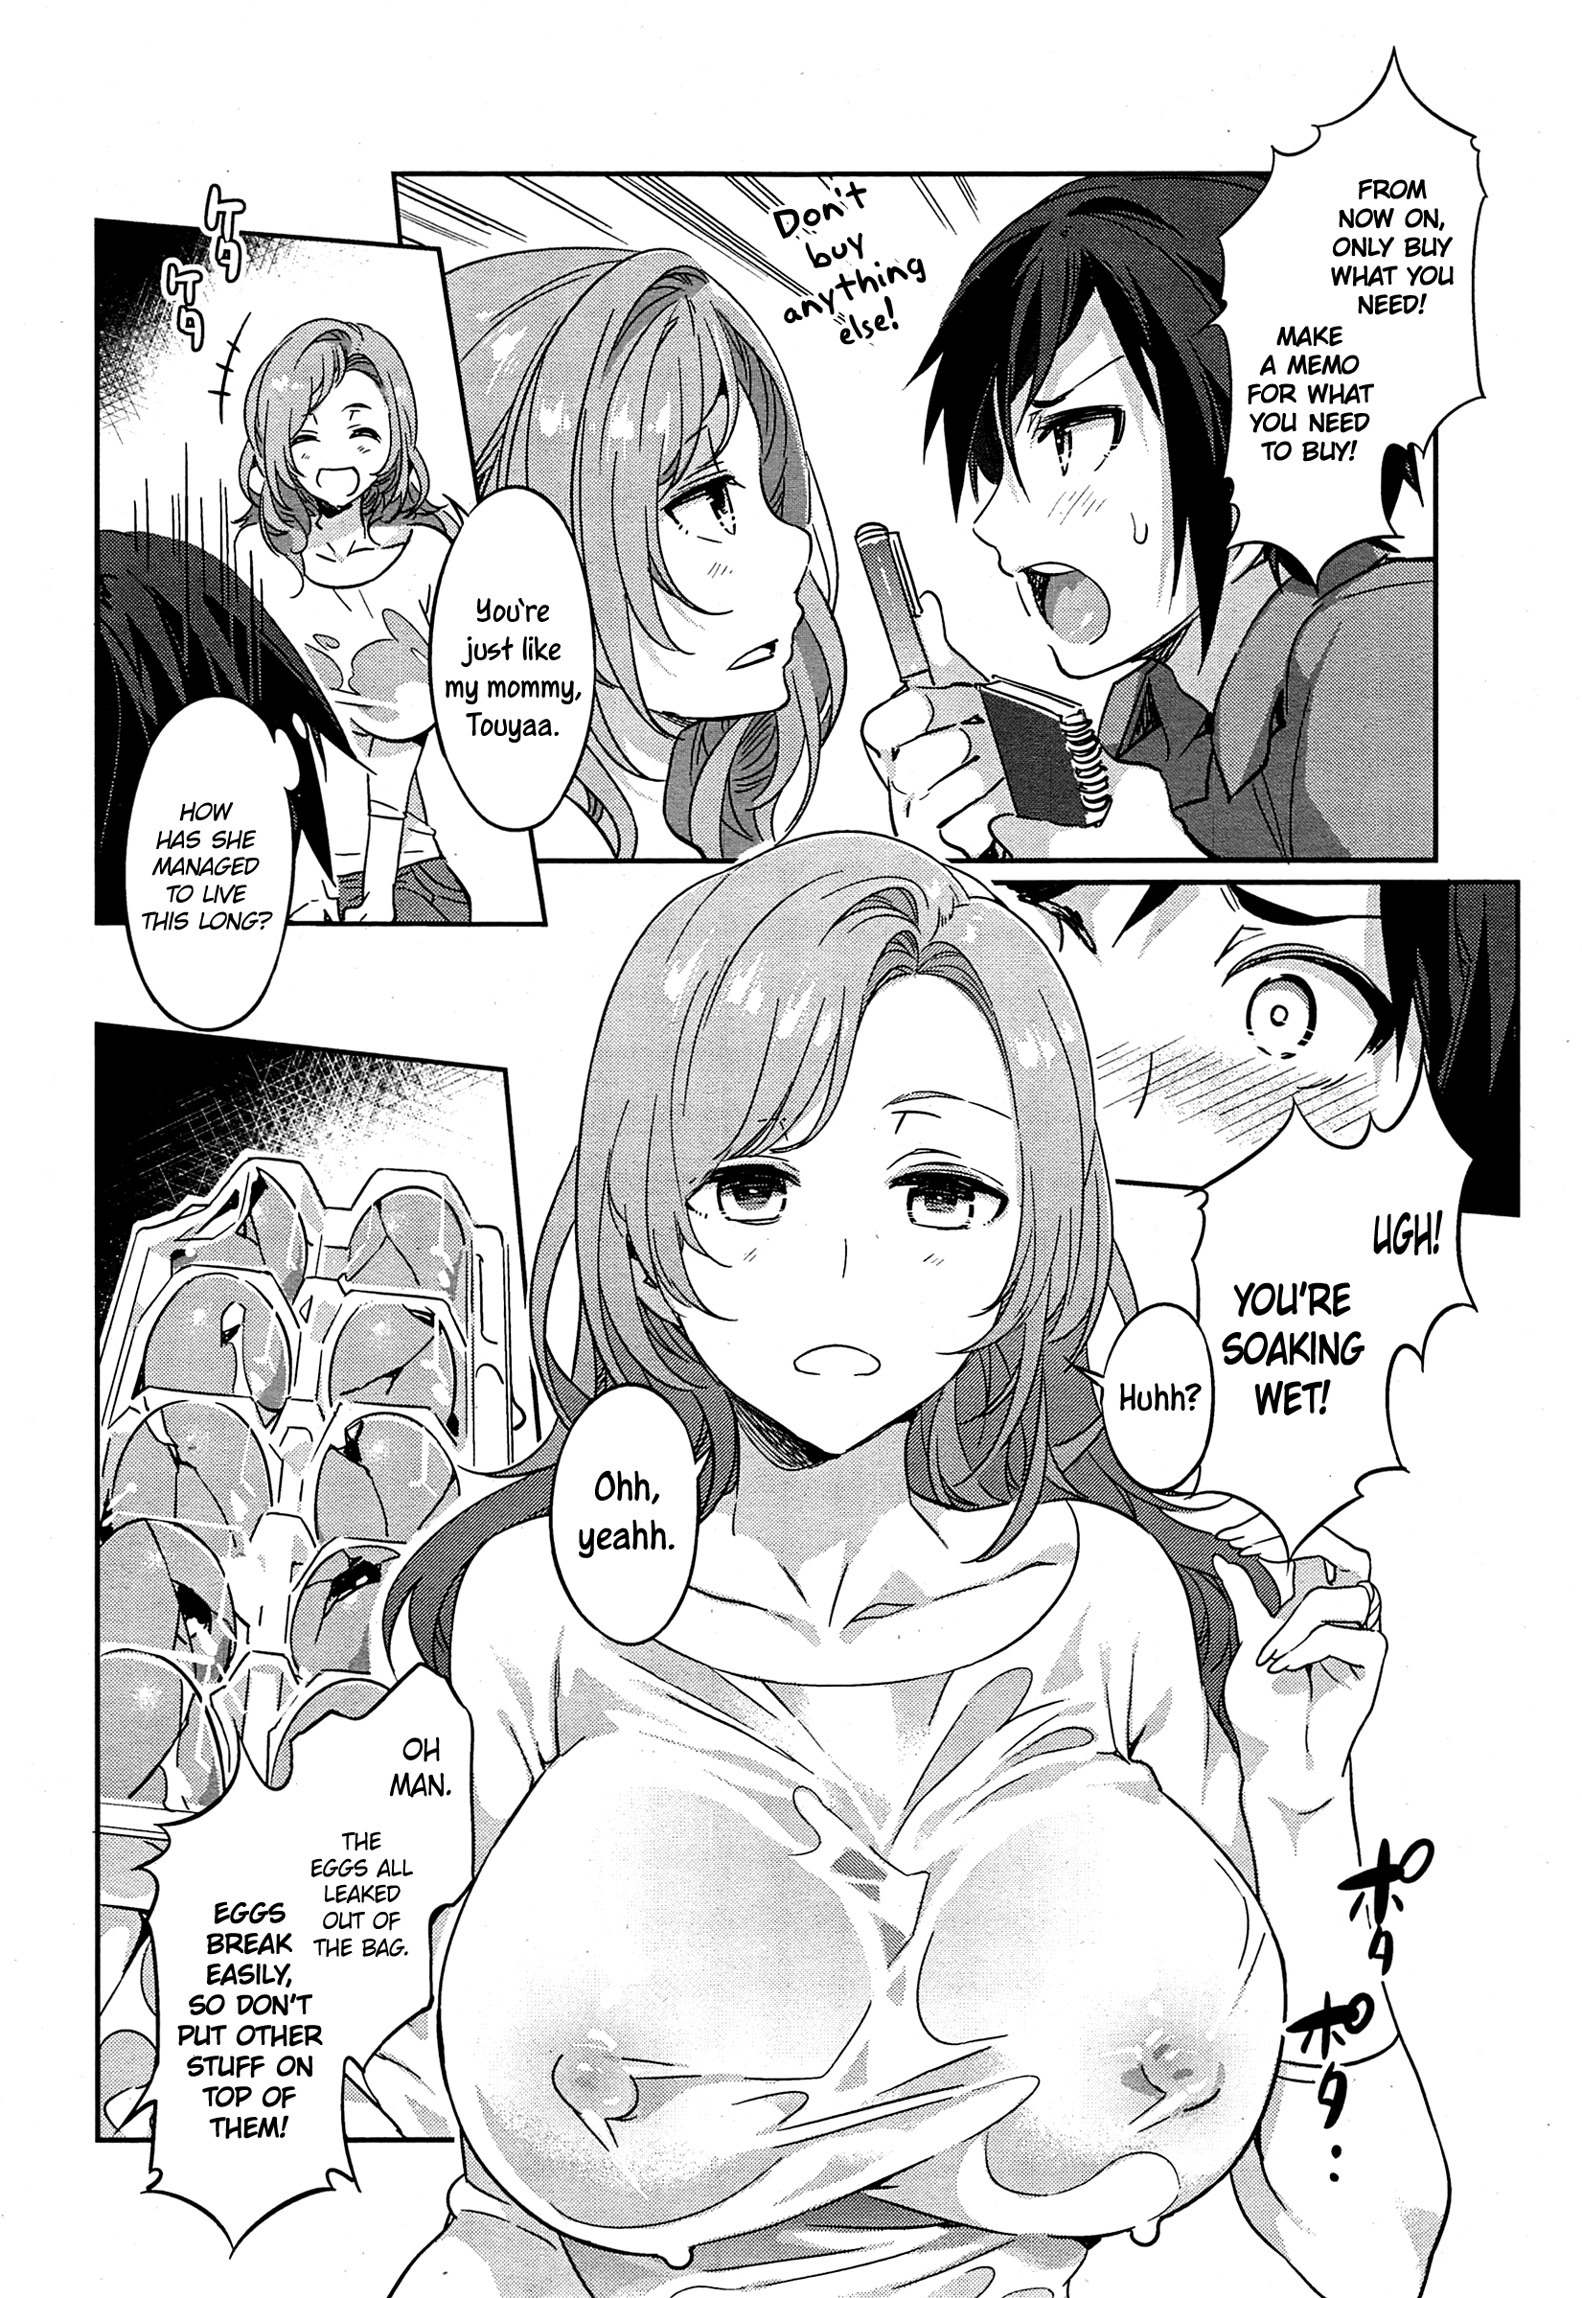 FROM
NOW ON,
ONLY BUY
WHAT YOU
NEED!
MAKE
A MEMO
FOR WHAT
YOU NEED
TO BUY!
Don't
buy
anything
else!
You're
just like
my mommy,
Touyaa.
ケタ
ケタ
HOW
HAS SHE
MANAGED
TO LIVE
THIS LONG?
UGH!
YOU'RE
SOAKING
WET!
Huhh?
Ohh,
yeahh.
OH
MAN.
THE
EGGS ALL
LEAKED
OUT OF
THE BAG.
EGGS
BREAK
EASILY,
SO DON'T
PUT OTHER
STUFF ON
TOP OF
THEM!
ポタ
ポタ・・